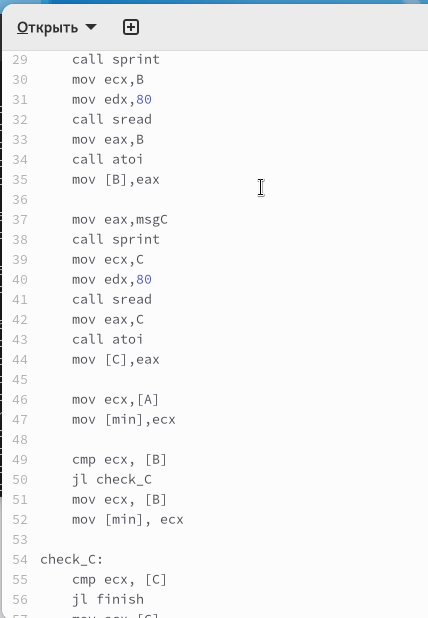 Открыть
29 call sprint
30 mov ecx,B
31 mov edx,80
32 call sread
33 mov eax,B
34 call atoi
35 mov [B],eax
36
37 mov eax,msgC
38 call sprint
39 mov ecx,C
40 mov edx,80
41 call sread
42 mov eax,C
43 call atoi
44 mov [C],eax
45
46 mov ecx,[A]
47 mov [min],ecx
48
49 cmp ecx, [B]
50 jl check_C
51 mov ecx, [B]
52 mov [min], ecx
53
54 check_C:
55 cmp ecx, [C]
56 jl finish